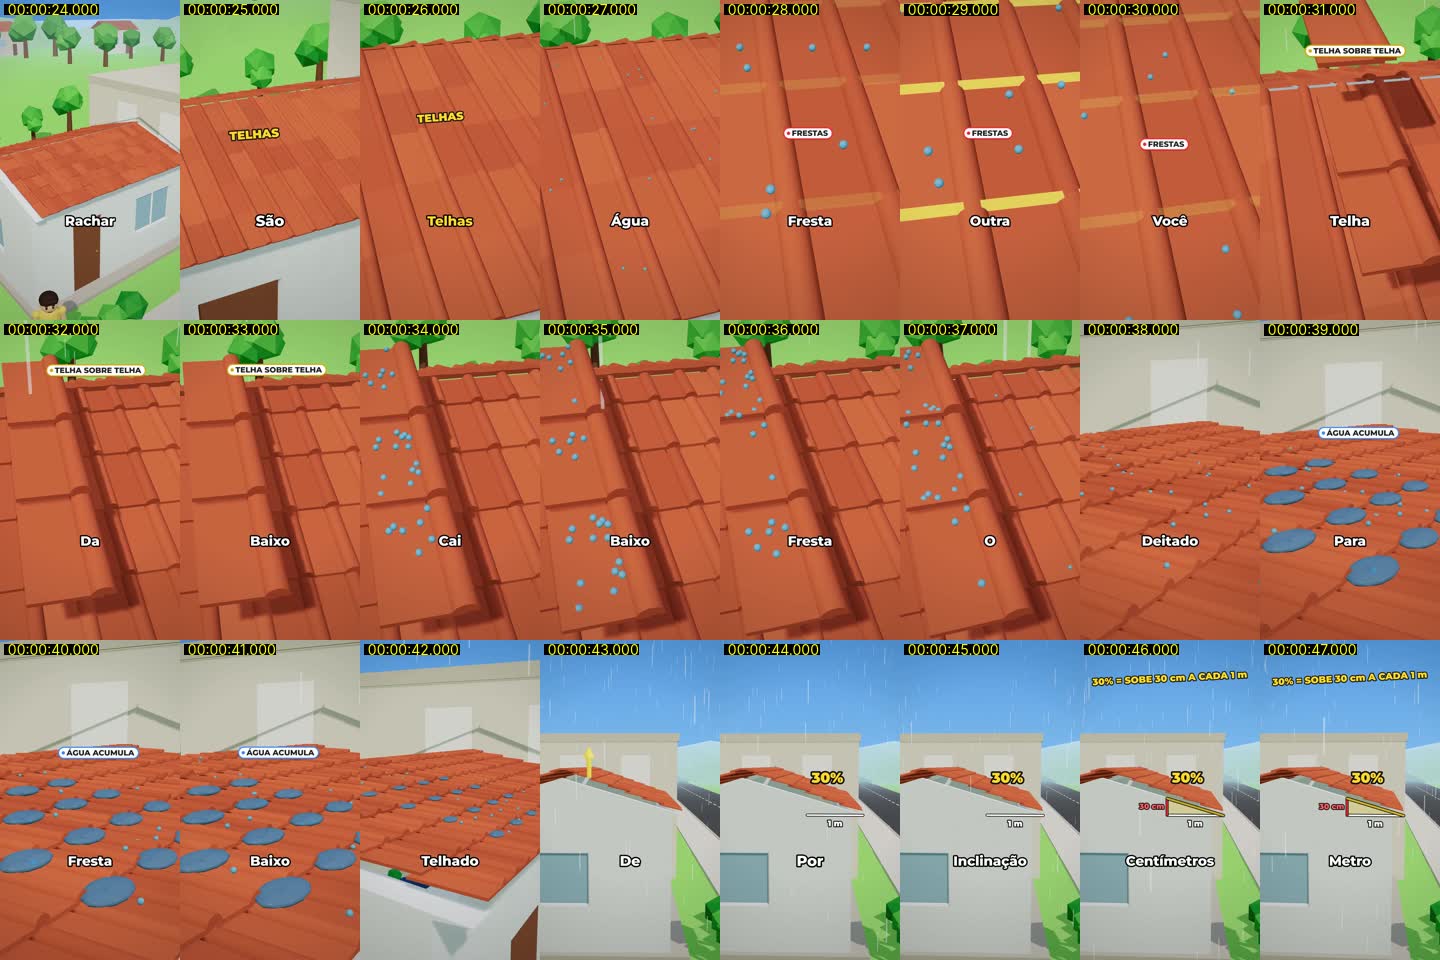 00:00:24.000
Rachar
00:00:25.000
TELHAS
São
00:00:26.000
TELHAS
Telhas
00:00:27.000
Água
00:00:28.000
FRESTAS
Fresta
00:00:29.000
FRESTAS
Outra
00:00:30.000
FRESTAS
Você
00:00:31.000
TELHA SOBRE TELHA
Telha
00:00:32.000
TELHA SOBRE TELHA
Da
00:00:33.000
TELHA SOBRE TELHA
Baixo
00:00:34.000
Cai
00:00:35.000
Baixo
00:00:36.000
Fresta
00:00:37.000
O
00:00:38.000
Deitado
00:00:39.000
ÁGUA ACUMULA
Para
00:00:40.000
ÁGUA ACUMULA
Fresta
00:00:41.000
ÁGUA ACUMULA
Baixo
00:00:42.000
Telhado
00:00:43.000
De
00:00:44.000
30%
1 m
Por
00:00:45.000
30%
1 m
Inclinação
00:00:46.000
30% = SOBE 30 cm A CADA 1 m
30%
30 cm
1 m
Centímetros
00:00:47.000
30% = SOBE 30 cm A CADA 1 m
30%
30 cm
1 m
Metro